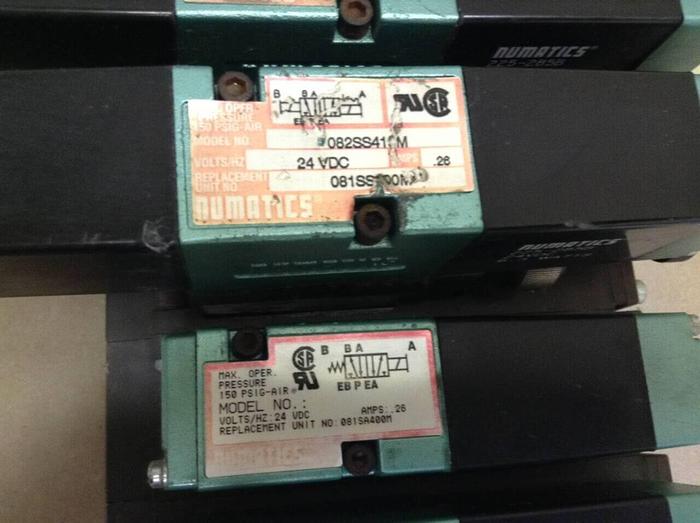 NUMATICS®
225-285B
B B A A
MAX. OPER.
PRESSURE
150 PSIG-AIR
EB P EA
MODEL NO.
VOLTS/HZ 24 VDC AMPS .26
REPLACEMENT
UNIT NO.
NUMATICS
NUMATICS®
MAX. OPER.
PRESSURE
150 PSIG-AIR
B B A A
EB P EA
MODEL NO.:
VOLTS/HZ: 24 VDC AMPS: .26
REPLACEMENT UNIT NO: 081SA400M
NUMATICS